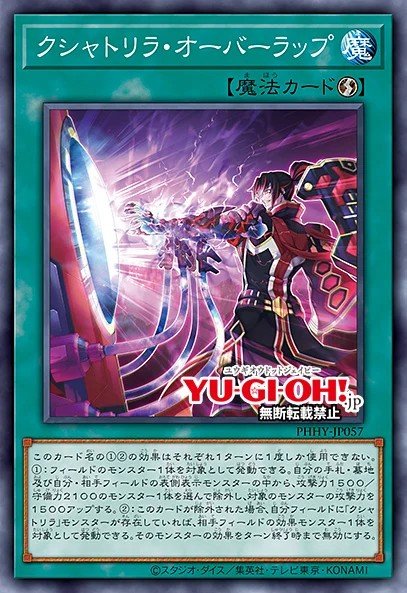 クシャトリラ・オーバーラップ
魔
【魔法カード】
ユウギオウドットジェイピー
YU-GI-OH!.jp
無断転載禁止
PHHY-JP057
このカード名の①②の効果はそれぞれ1ターンに1度しか使用できない。
①:フィールドのモンスター1体を対象として発動できる。自分の手札・墓地
及び自分・相手フィールドの表側表示モンスターの中から、攻撃力1500/
守備力2100のモンスター1体を選んで除外し、対象のモンスターの攻撃力を
1500アップする。②:このカードが除外された場合、自分フィールドに「クシャ
トリラ」モンスターが存在していれば、相手フィールドの効果モンスター1体を
対象として発動できる。そのモンスターの効果をターン終了時まで無効にする。
©スタジオ・ダイス/集英社・テレビ東京・KONAMI